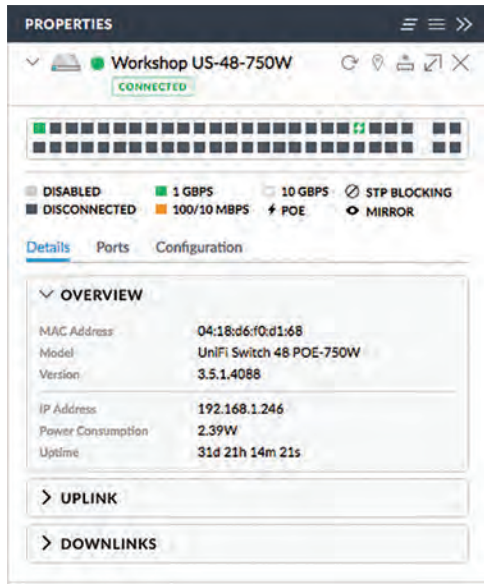 PROPERTIES
Workshop US-48-750W
CONNECTED
DISABLED 1 GBPS 10 GBPS STP BLOCKING
DISCONNECTED 100/10 MBPS POE MIRROR
Details Ports Configuration
OVERVIEW
MAC Address 04:18:d6:f0:d1:68
Model UniFi Switch 48 POE-750W
Version 3.5.1.4088
IP Address 192.168.1.246
Power Consumption 2.39W
Uptime 31d 21h 14m 21s
UPLINK
DOWNLINKS